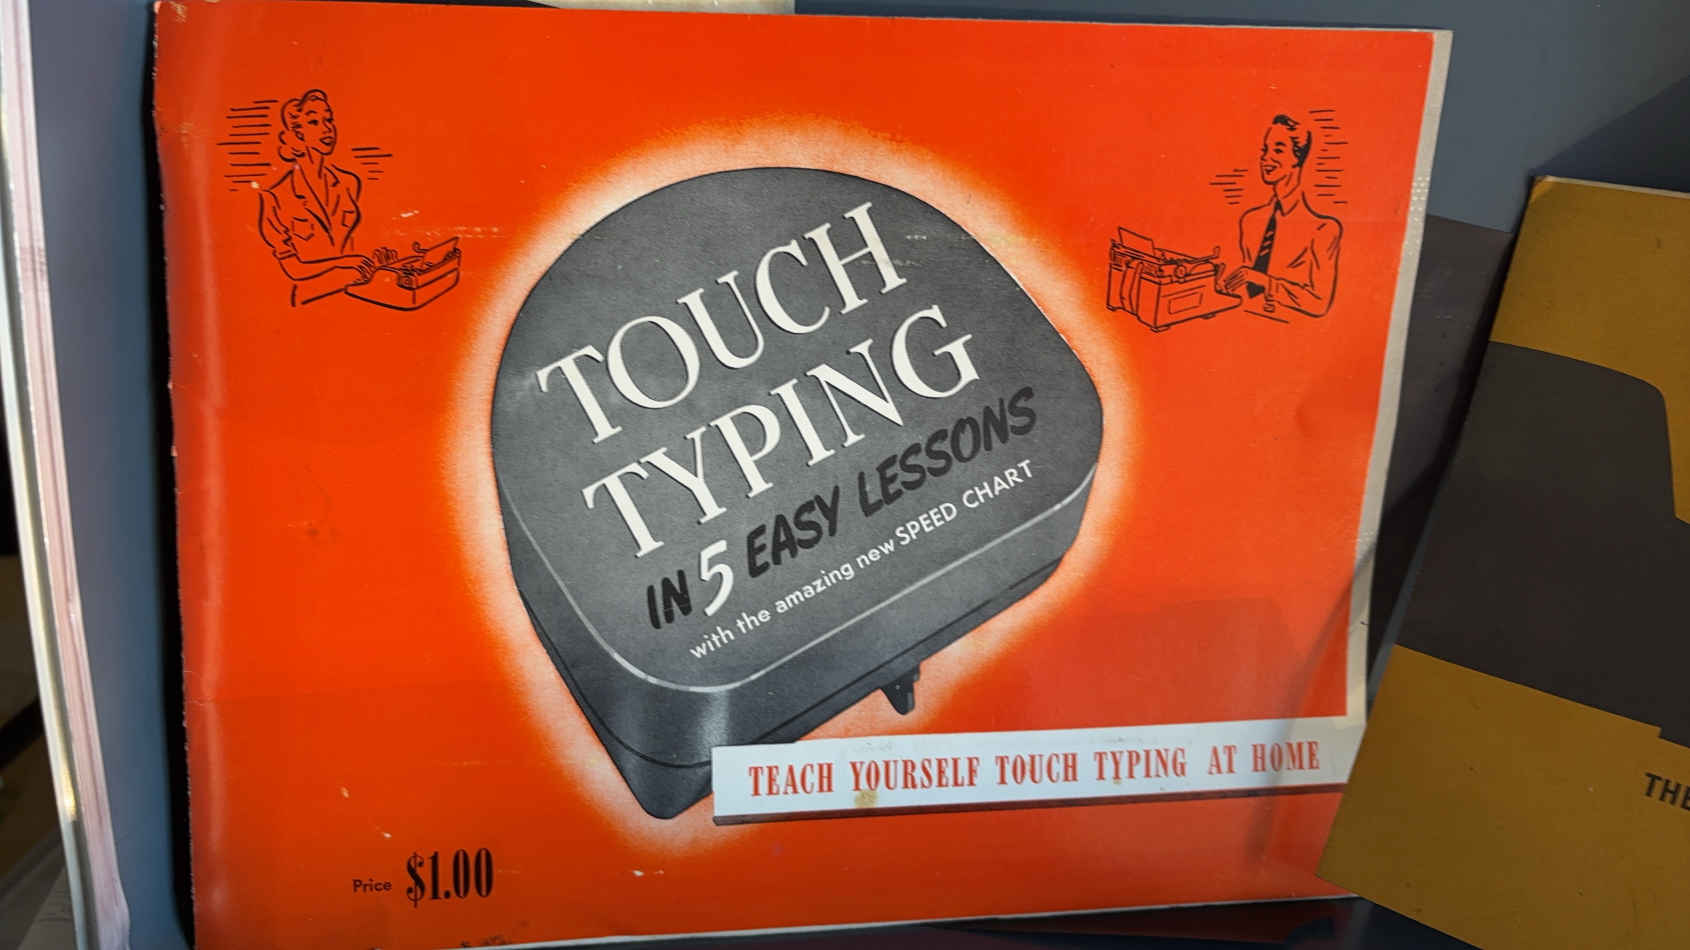 TOUCH
TYPING
IN 5 EASY LESSONS
with the amazing new SPEED CHART
TEACH YOURSELF TOUCH TYPING AT HOME
Price $1.00
THE